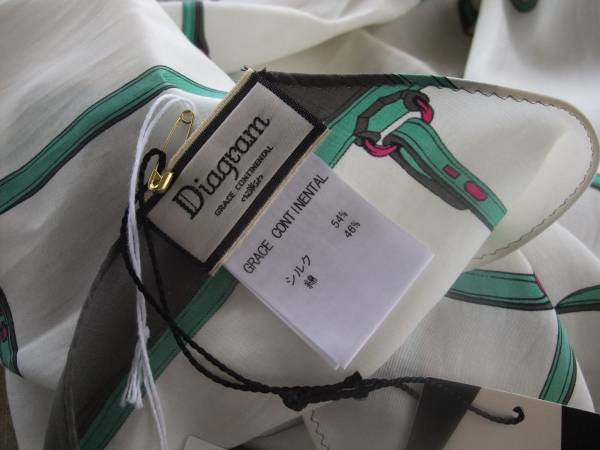 Diagram
GRACE CONTINENTAL
GRACE CONTINENTAL
シルク 54%
綿 46%